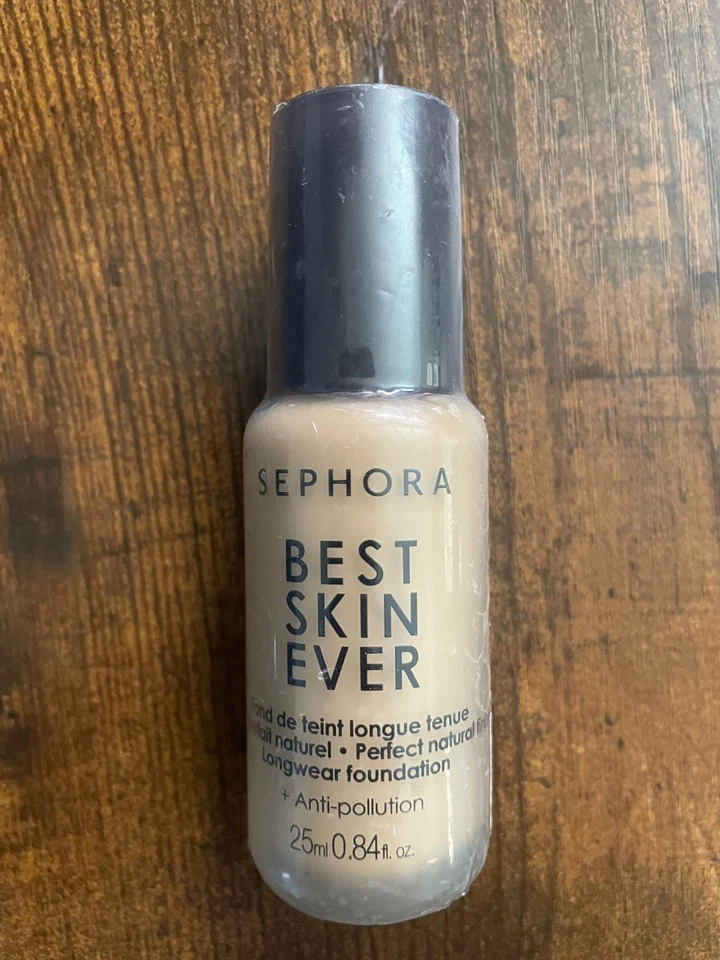 SEPHORA
BEST
SKIN
EVER
fond de teint longue tenue
naturel • Perfect natural
Longwear foundation
+ Anti-pollution
25ml 0.84fl. oz.